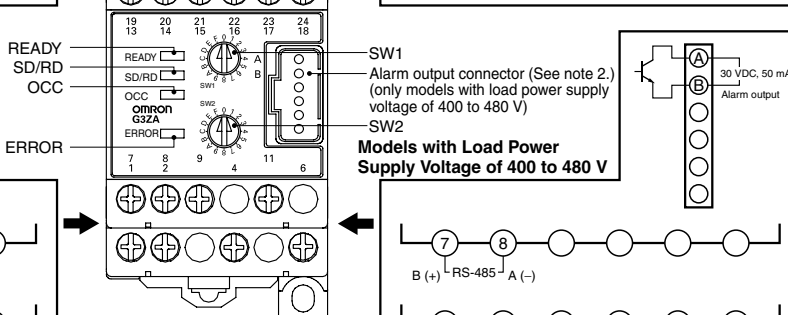 19 20 21 22 23 24
13 14 15 16 17 18
READY
SD/RD
OCC
ERROR
READY
SD/RD
OCC
OMRON
G3ZA
ERROR
SW1
SW2
A
B
7 8 9 11
1 2 4 6
SW1
Alarm output connector (See note 2.)
(only models with load power supply
voltage of 400 to 480 V)
SW2
Models with Load Power
Supply Voltage of 400 to 480 V
A
B
30 VDC, 50 mA
Alarm output
7 8
B (+) RS-485 A (−)